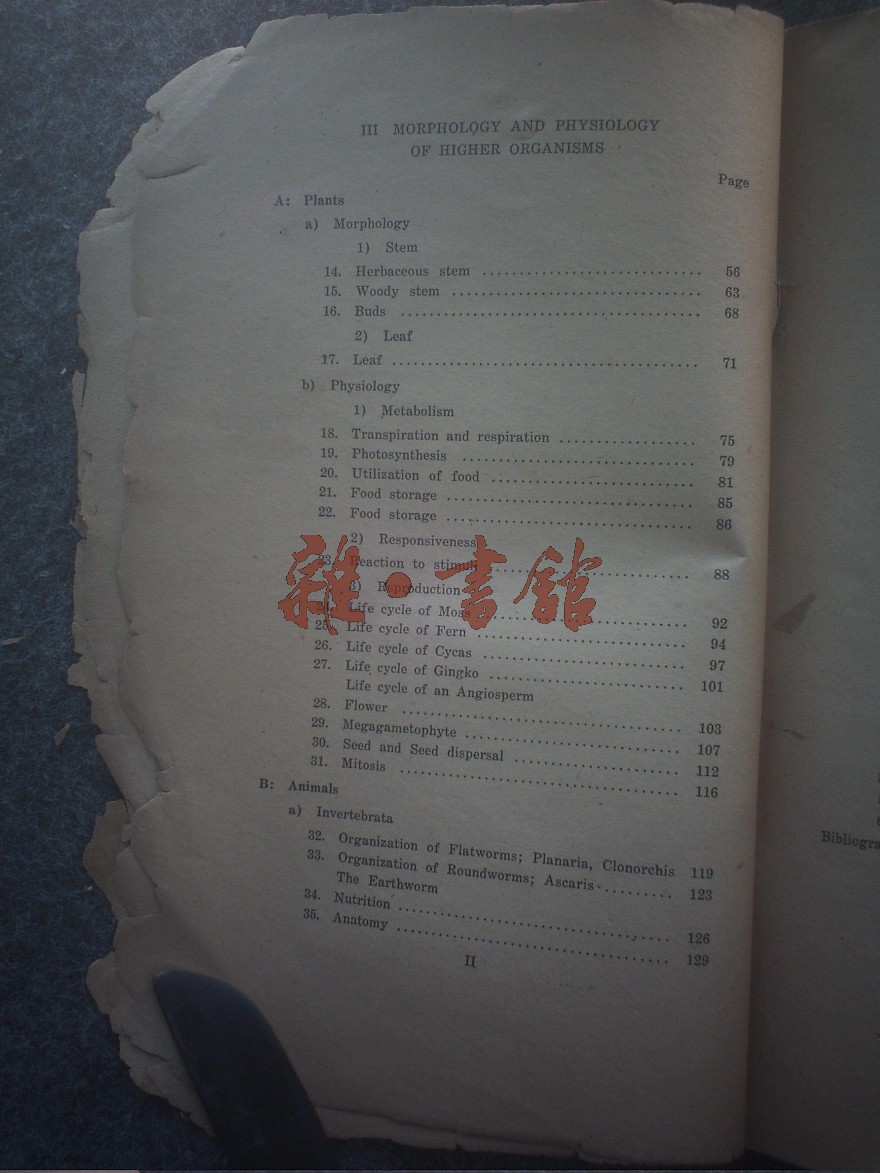 III MORPHOLOGY AND PHYSIOLOGY
OF HIGHER ORGANISMS
Page
A: Plants
a) Morphology
1) Stem
14. Herbaceous stem .............................. 56
15. Woody stem .................................. 63
16. Buds ........................................ 68
2) Leaf
17. Leaf ......................................... 71
b) Physiology
1) Metabolism
18. Transpiration and respiration .................. 75
19. Photosynthesis ............................... 79
20. Utilization of food ........................... 81
21. Food storage ................................. 85
22. Food storage ................................. 86
2) Responsiveness
23. Reaction to stimuli .......................... 88
3) Reproduction
24. Life cycle of Moss ........................... 92
25. Life cycle of Fern ............................ 94
26. Life cycle of Cycas ........................... 97
27. Life cycle of Gingko .......................... 101
Life cycle of an Angiosperm
28. Flower ...................................... 103
29. Megagametophyte ............................. 107
30. Seed and Seed dispersal ...................... 112
31. Mitosis ...................................... 116
B: Animals
a) Invertebrata
32. Organization of Flatworms; Planaria, Clonorchis 119
33. Organization of Roundworms; Ascaris .......... 123
The Earthworm
34. Nutrition .................................... 126
35. Anatomy .................................... 129
II
雜·書館